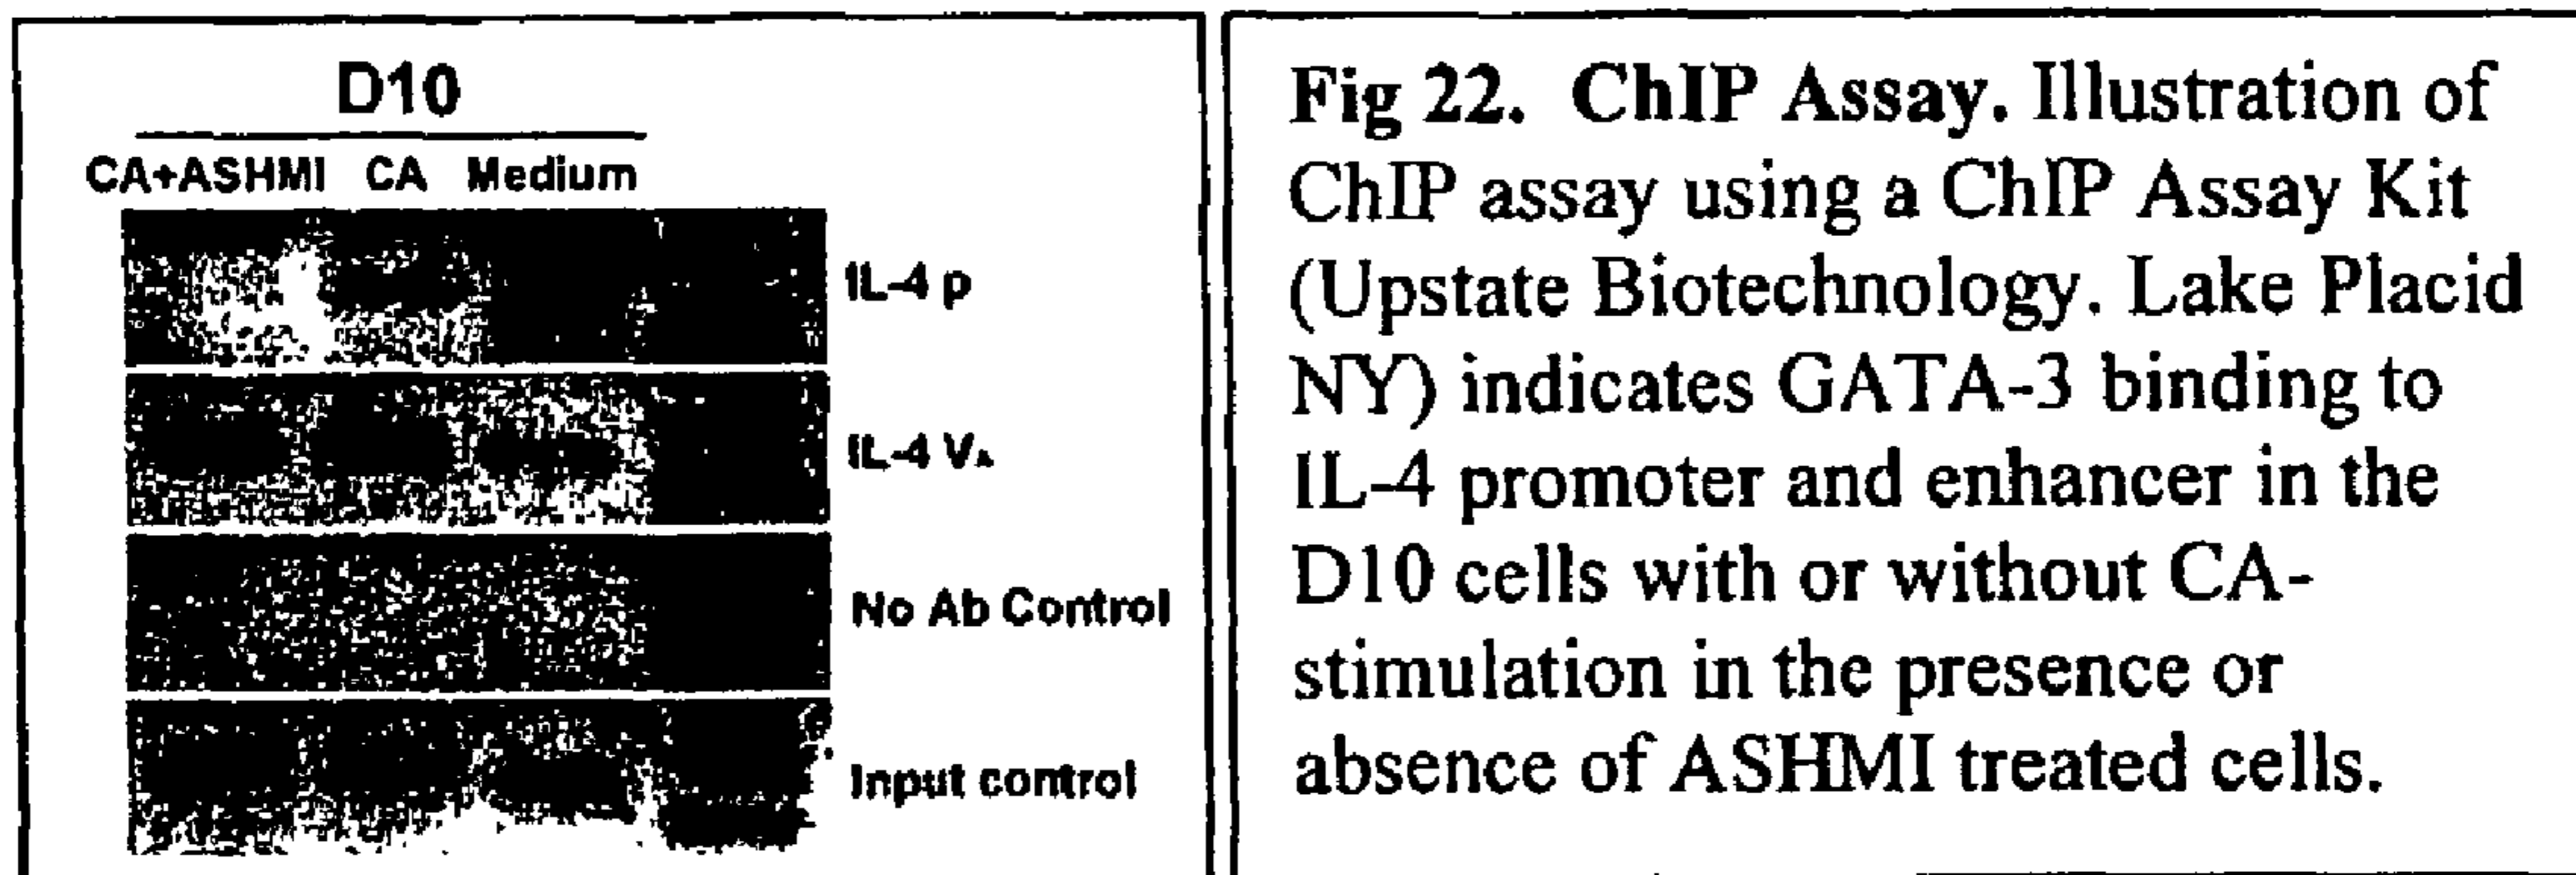 D10
CA+ASHMI CA Medium
IL-4 p
IL-4 VA
No Ab Control
Input control
Fig 22. ChIP Assay. Illustration of
ChIP assay using a ChIP Assay Kit
(Upstate Biotechnology. Lake Placid
NY) indicates GATA-3 binding to
IL-4 promoter and enhancer in the
D10 cells with or without CA-
stimulation in the presence or
absence of ASHMI treated cells.